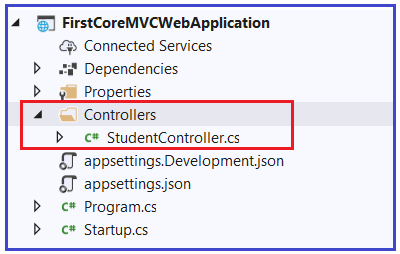 FirstCoreMVCWebApplication
Connected Services
Dependencies
Properties
Controllers
C# StudentController.cs
appsettings.Development.json
appsettings.json
C# Program.cs
C# Startup.cs